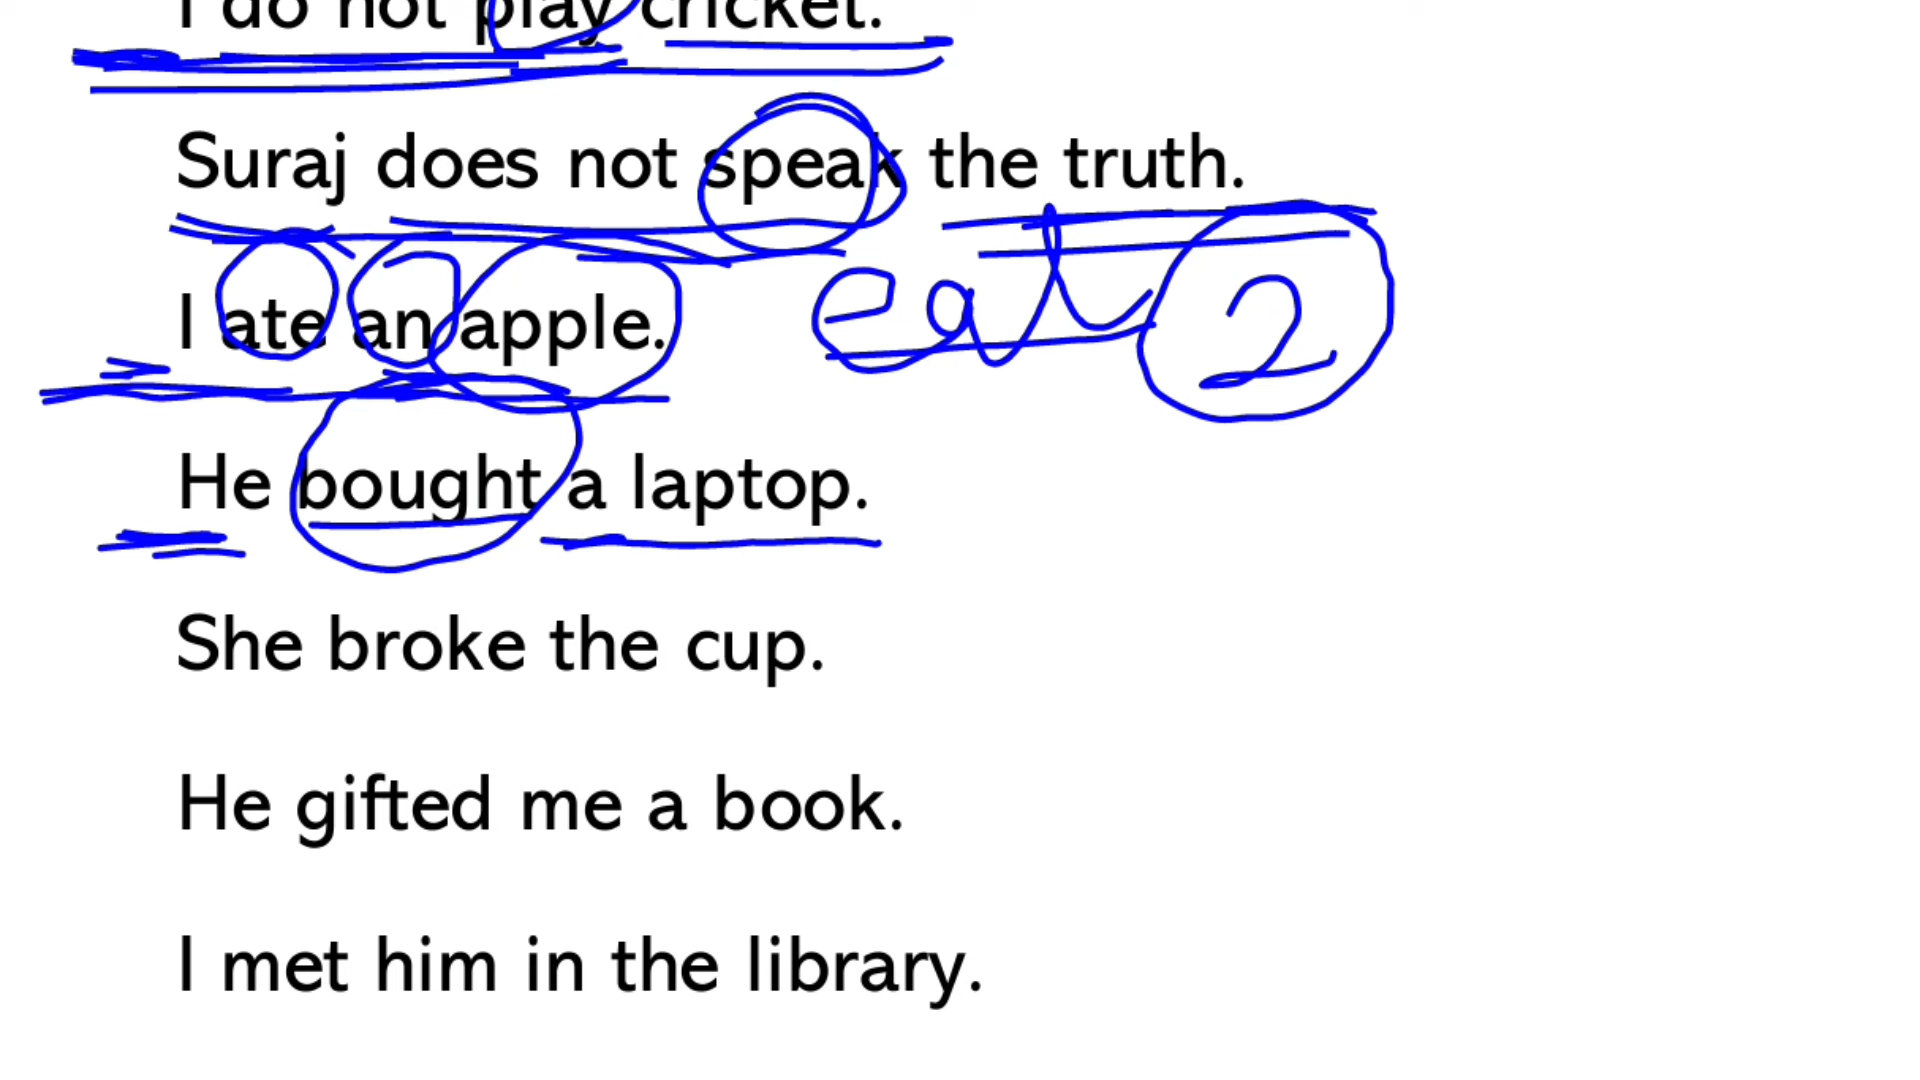 I do not play cricket.
Suraj does not speak the truth.
I ate an apple. eat 2
He bought a laptop.
She broke the cup.
He gifted me a book.
I met him in the library.